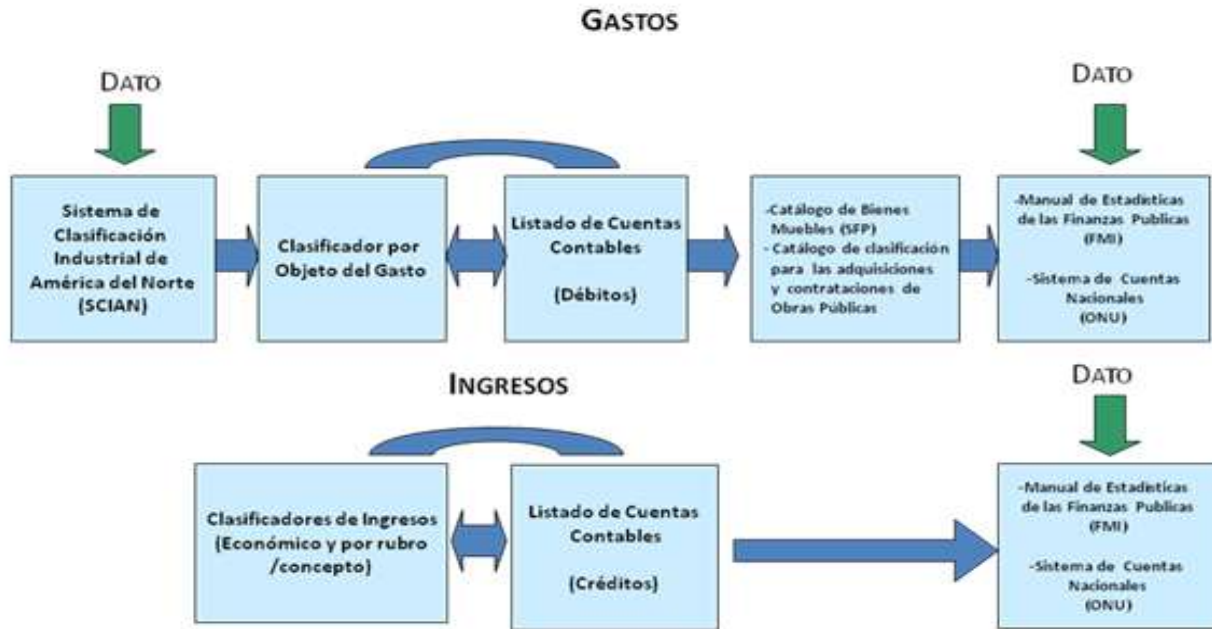 GASTOS
DATO
DATO
Sistema de
Clasificación
Industrial de
América del Norte
(SCIAN)
Clasificador por
Objeto del Gasto
Listado de Cuentas
Contables
(Débitos)
-Catálogo de Bienes
Muebles (SFP)
- Catálogo de clasificación
para las adquisiciones
y contrataciones de
Obras Públicas
-Manual de Estadísticas
de las Finanzas Publicas
(FMI)
-Sistema de Cuentas
Nacionales
(ONU)
INGRESOS
DATO
Clasificadores de Ingresos
(Económico y por rubro
/concepto)
Listado de Cuentas
Contables
(Créditos)
-Manual de Estadísticas
de las Finanzas Publicas
(FMI)
-Sistema de Cuentas
Nacionales
(ONU)